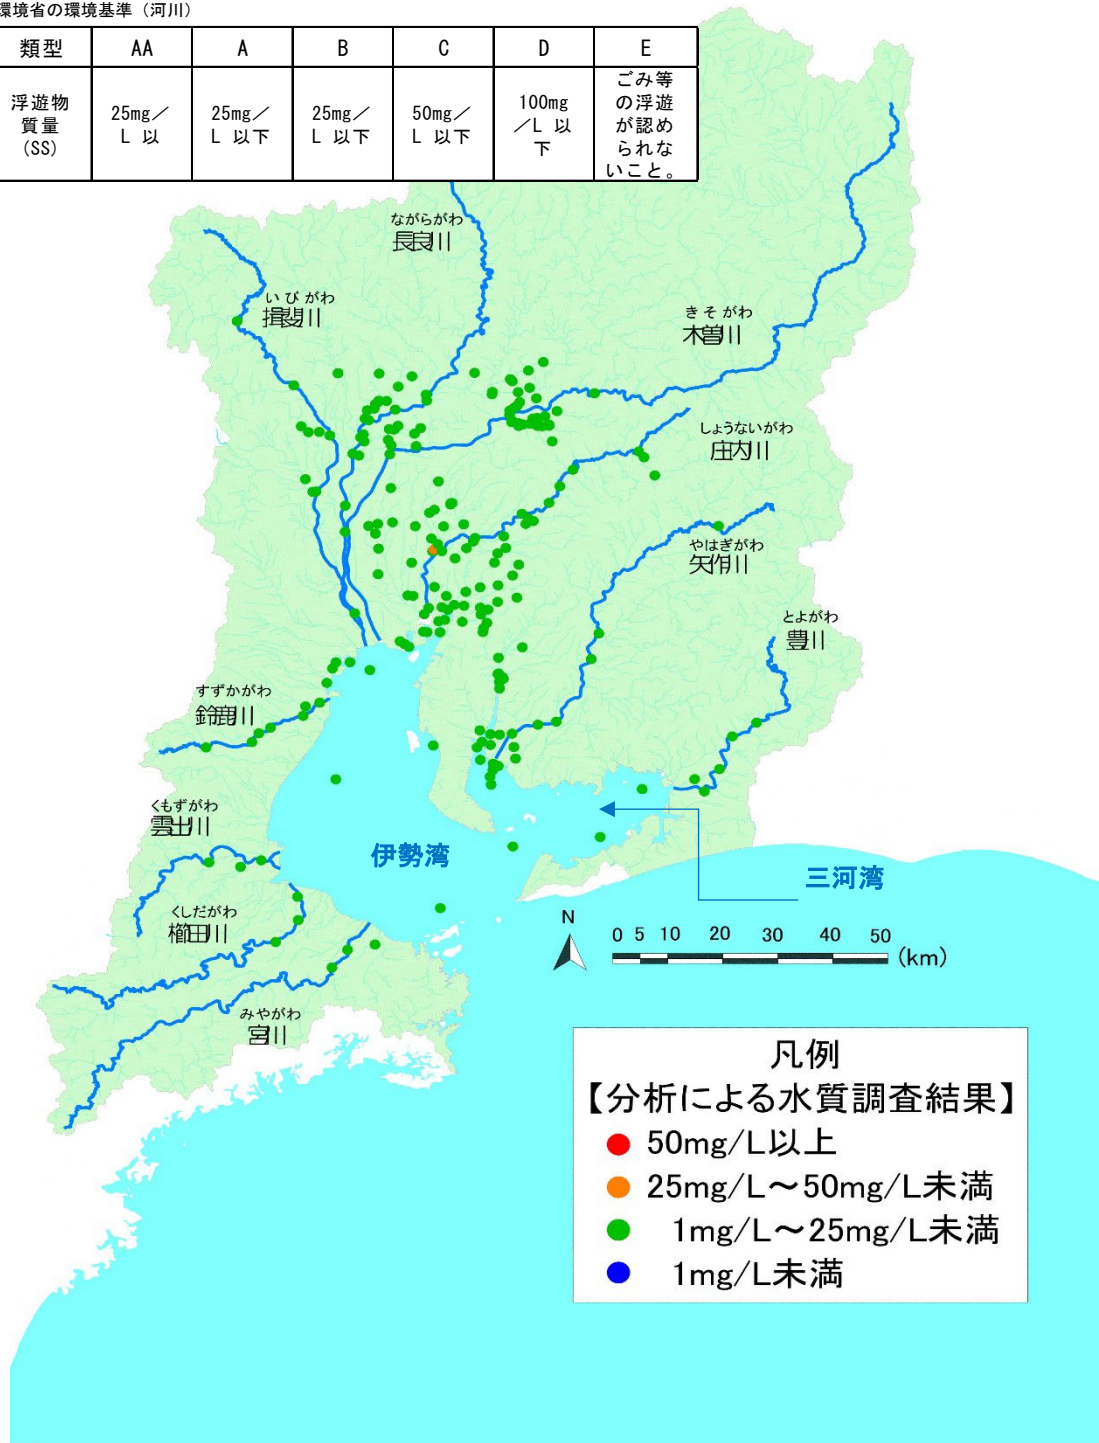 環境省の環境基準（河川）
類型 AA A B C D E
浮遊物質量(SS) 25mg／L 以 25mg／L 以下 25mg／L 以下 50mg／L 以下 100mg／L 以下 ごみ等の浮遊が認められないこと。
ながらがわ
長良川
いびがわ
揖斐川
きそがわ
木曽川
しょうないがわ
庄内川
やはぎがわ
矢作川
とよがわ
豊川
すずかがわ
鈴鹿川
くもずがわ
雲出川
伊勢湾
三河湾
くしだがわ
櫛田川
N
0 5 10 20 30 40 50 (km)
みやがわ
宮川
凡例
【分析による水質調査結果】
50mg/L以上
25mg/L～50mg/L未満
1mg/L～25mg/L未満
1mg/L未満